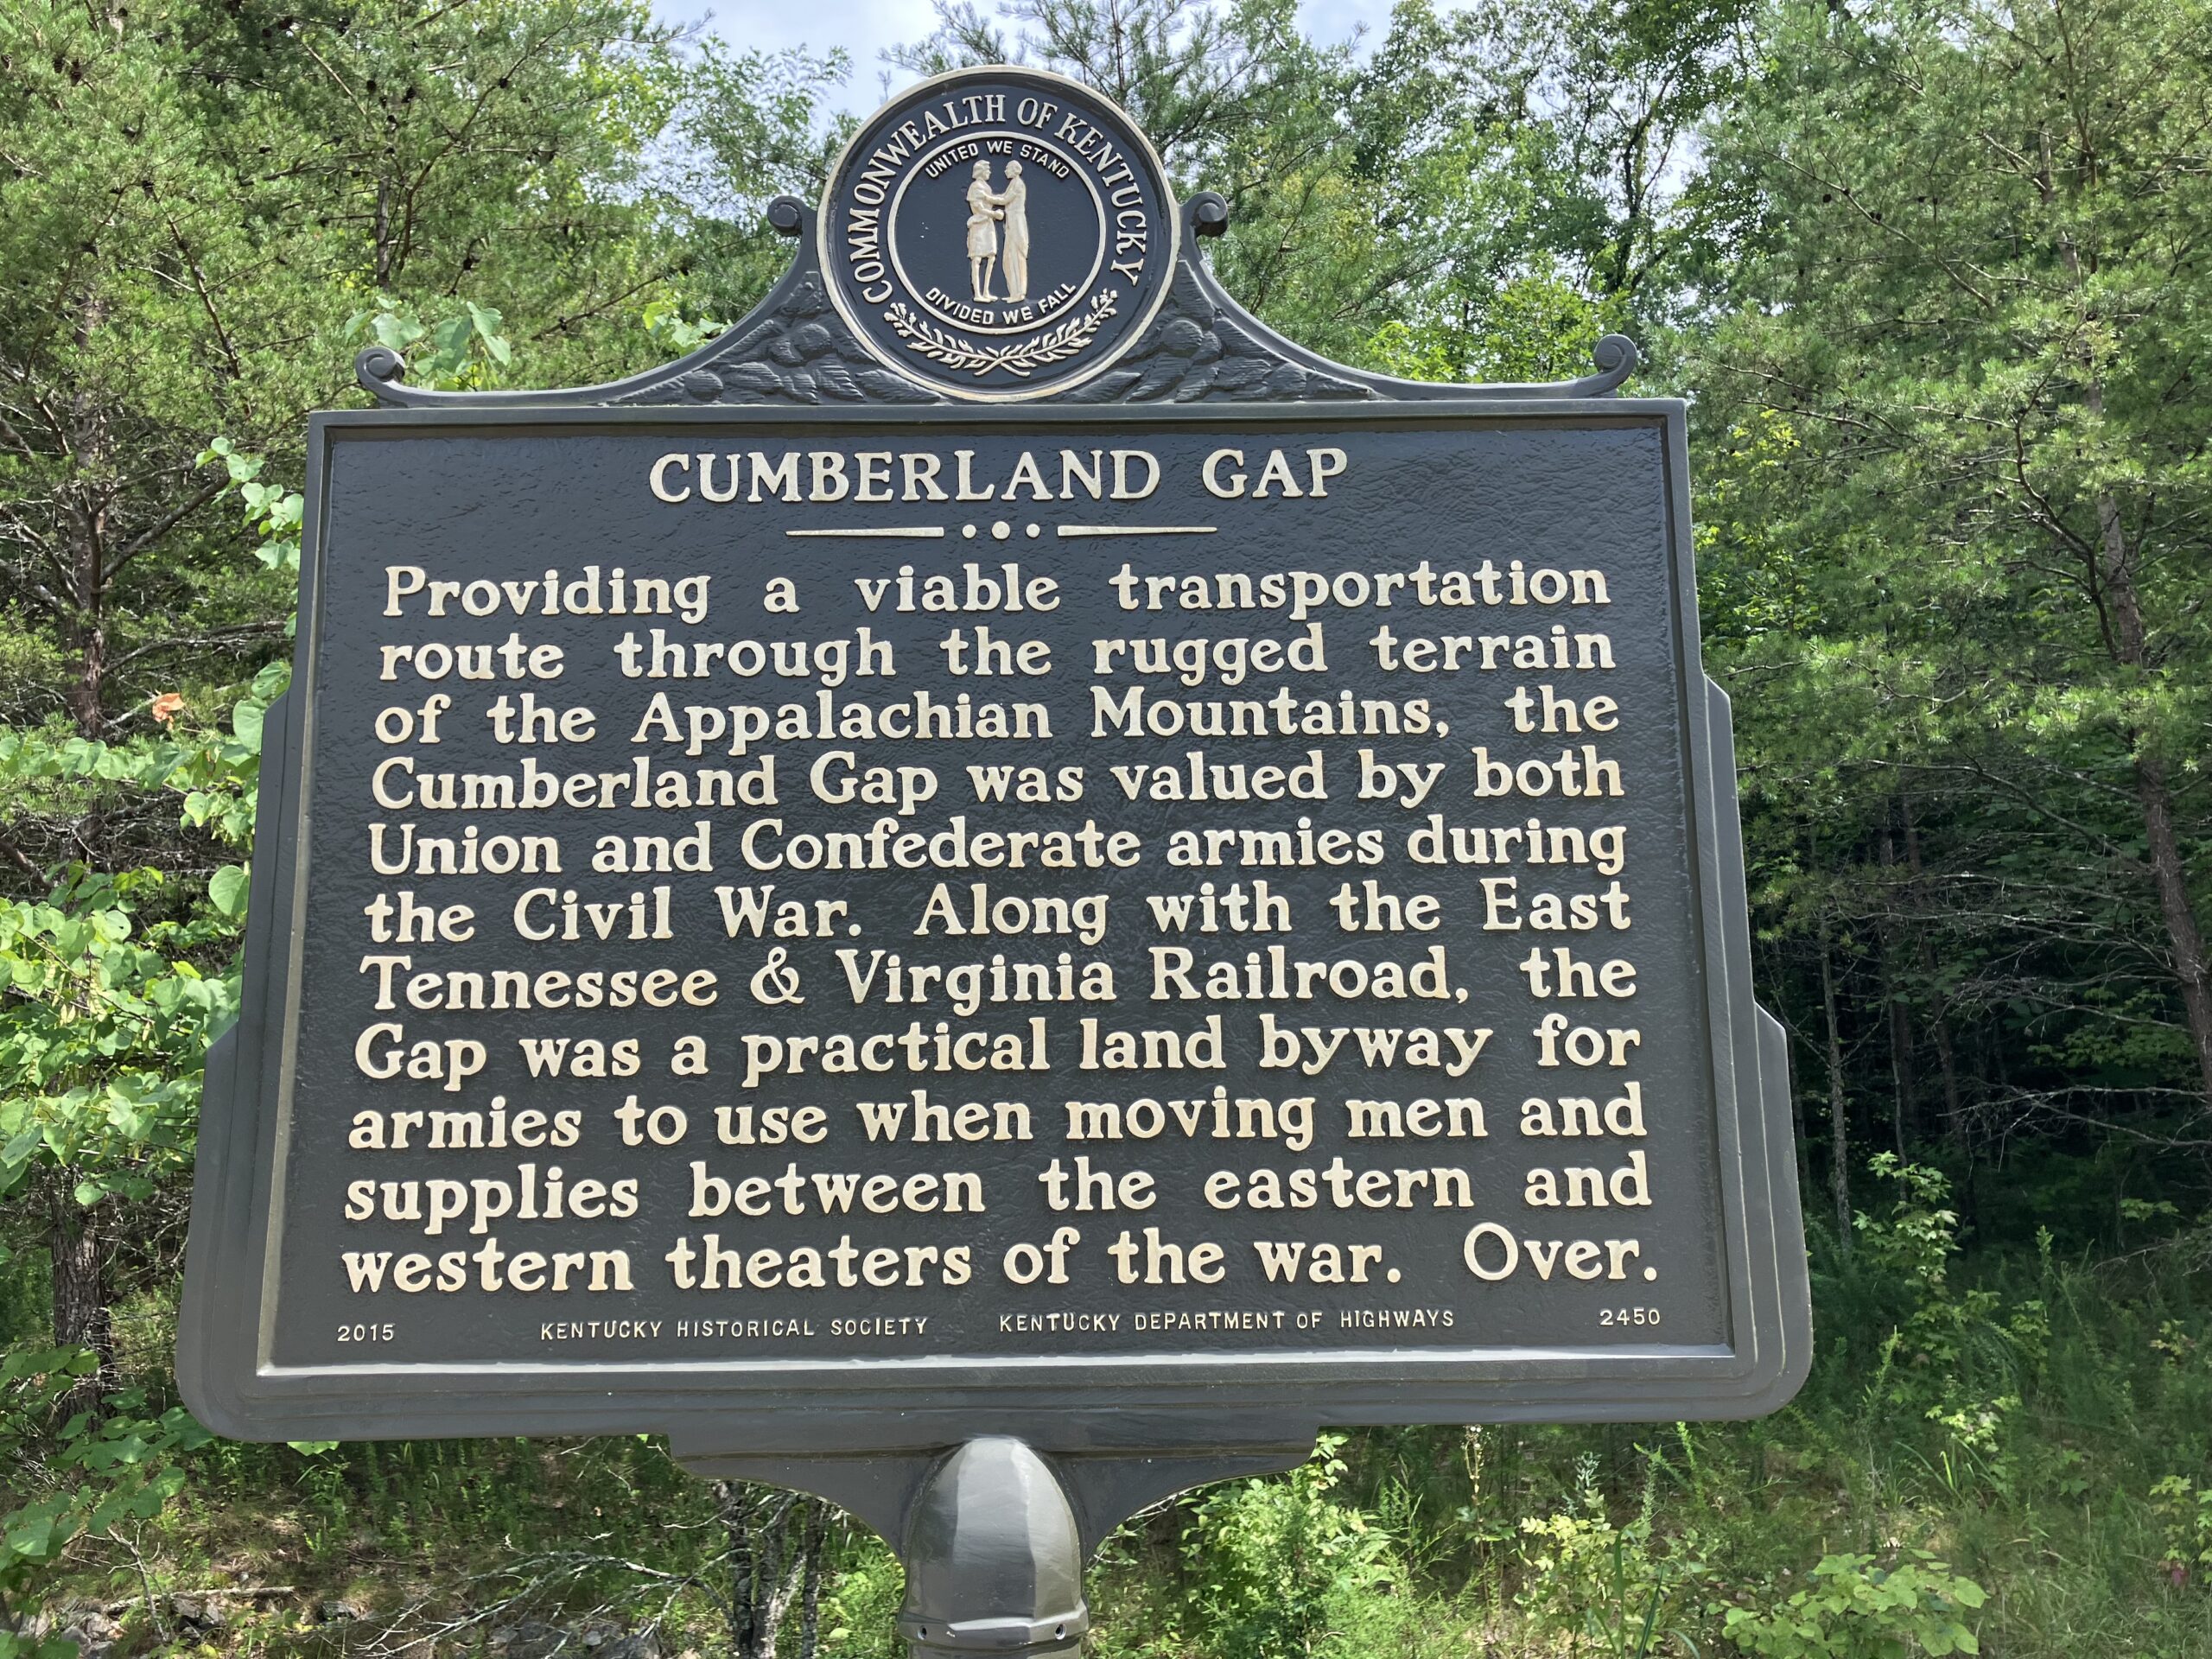 COMMONWEALTH OF KENTUCKY
UNITED WE STAND
DIVIDED WE FALL
CUMBERLAND GAP
Providing a viable transportation
route through the rugged terrain
of the Appalachian Mountains, the
Cumberland Gap was valued by both
Union and Confederate armies during
the Civil War. Along with the East
Tennessee & Virginia Railroad, the
Gap was a practical land byway for
armies to use when moving men and
supplies between the eastern and
western theaters of the war. Over.
2015 KENTUCKY HISTORICAL SOCIETY KENTUCKY DEPARTMENT OF HIGHWAYS 2450